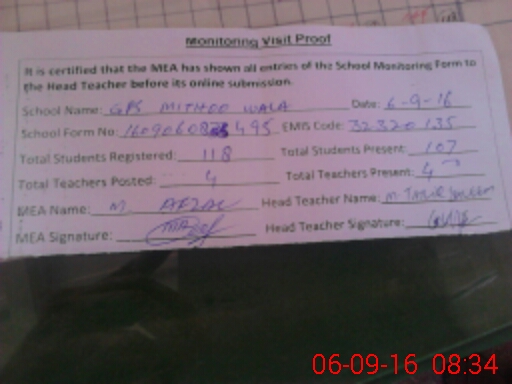 Monitoring Visit Proof
It is certified that the MEA has shown all entries of the School Monitoring Form to
the Head Teacher before its online submission.
School Name: GPS MITHOO WALA Date: 6-9-16
School Form No: 495 EMIS Code: 32320135
Total Students Registered: 118 Total Students Present: 107
Total Teachers Posted: 4 Total Teachers Present: 4
MEA Name: M. AFZAL Head Teacher Name: M.
MEA Signature: Head Teacher Signature:
06-09-16 08:34